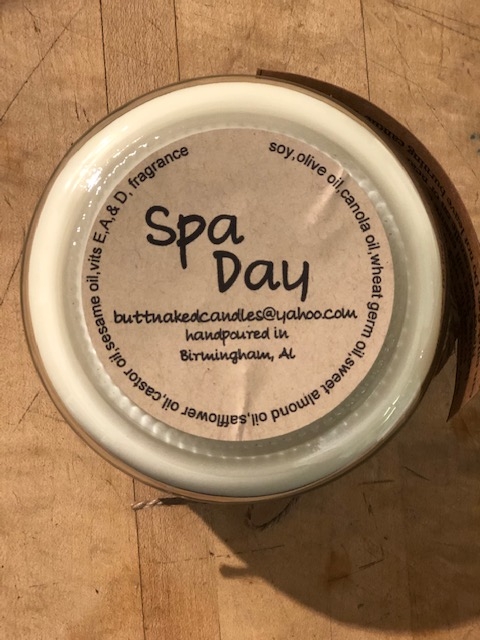 Spa
Day
buttnakedcandles@yahoo.com
handpoured in
Birmingham, AL
soy,olive oil,canola oil,wheat germ oil,sweet almond oil,safflower oil,castor oil,sesame oil,vits E,A,& D, fragrance